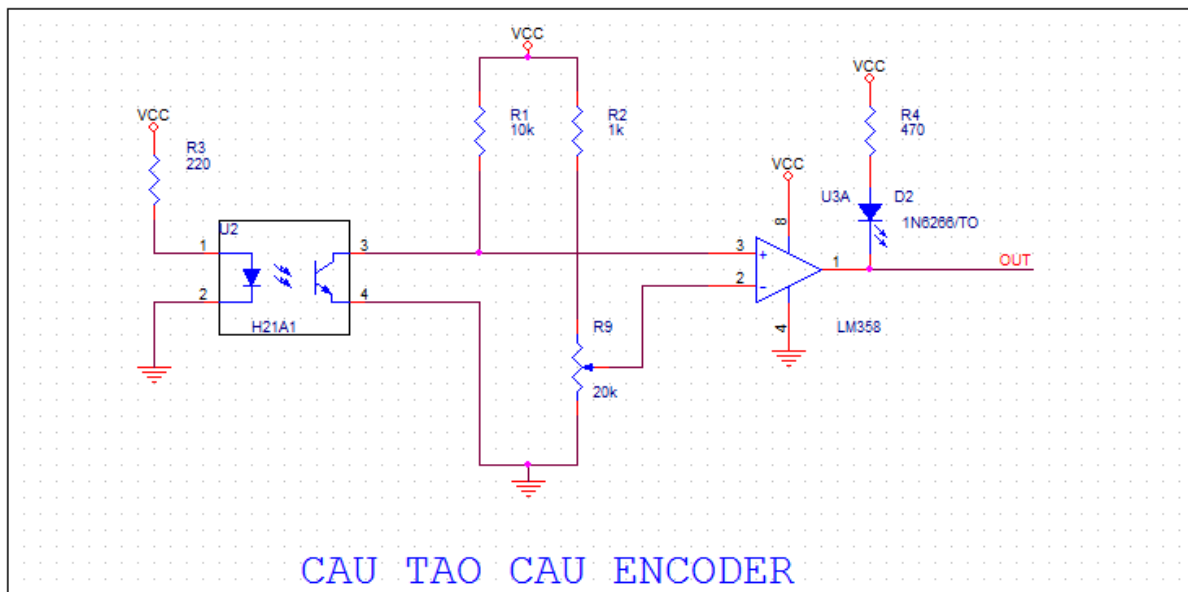 VCC
VCC
VCC
R1
10k
R2
1k
R4
470
R3
220
VCC
U3A
D2
1N6266/TO
U2
1
2
3
4
H21A1
8
3
+
2
-
1
4
OUT
LM358
R9
20k
CAU TAO CAU ENCODER